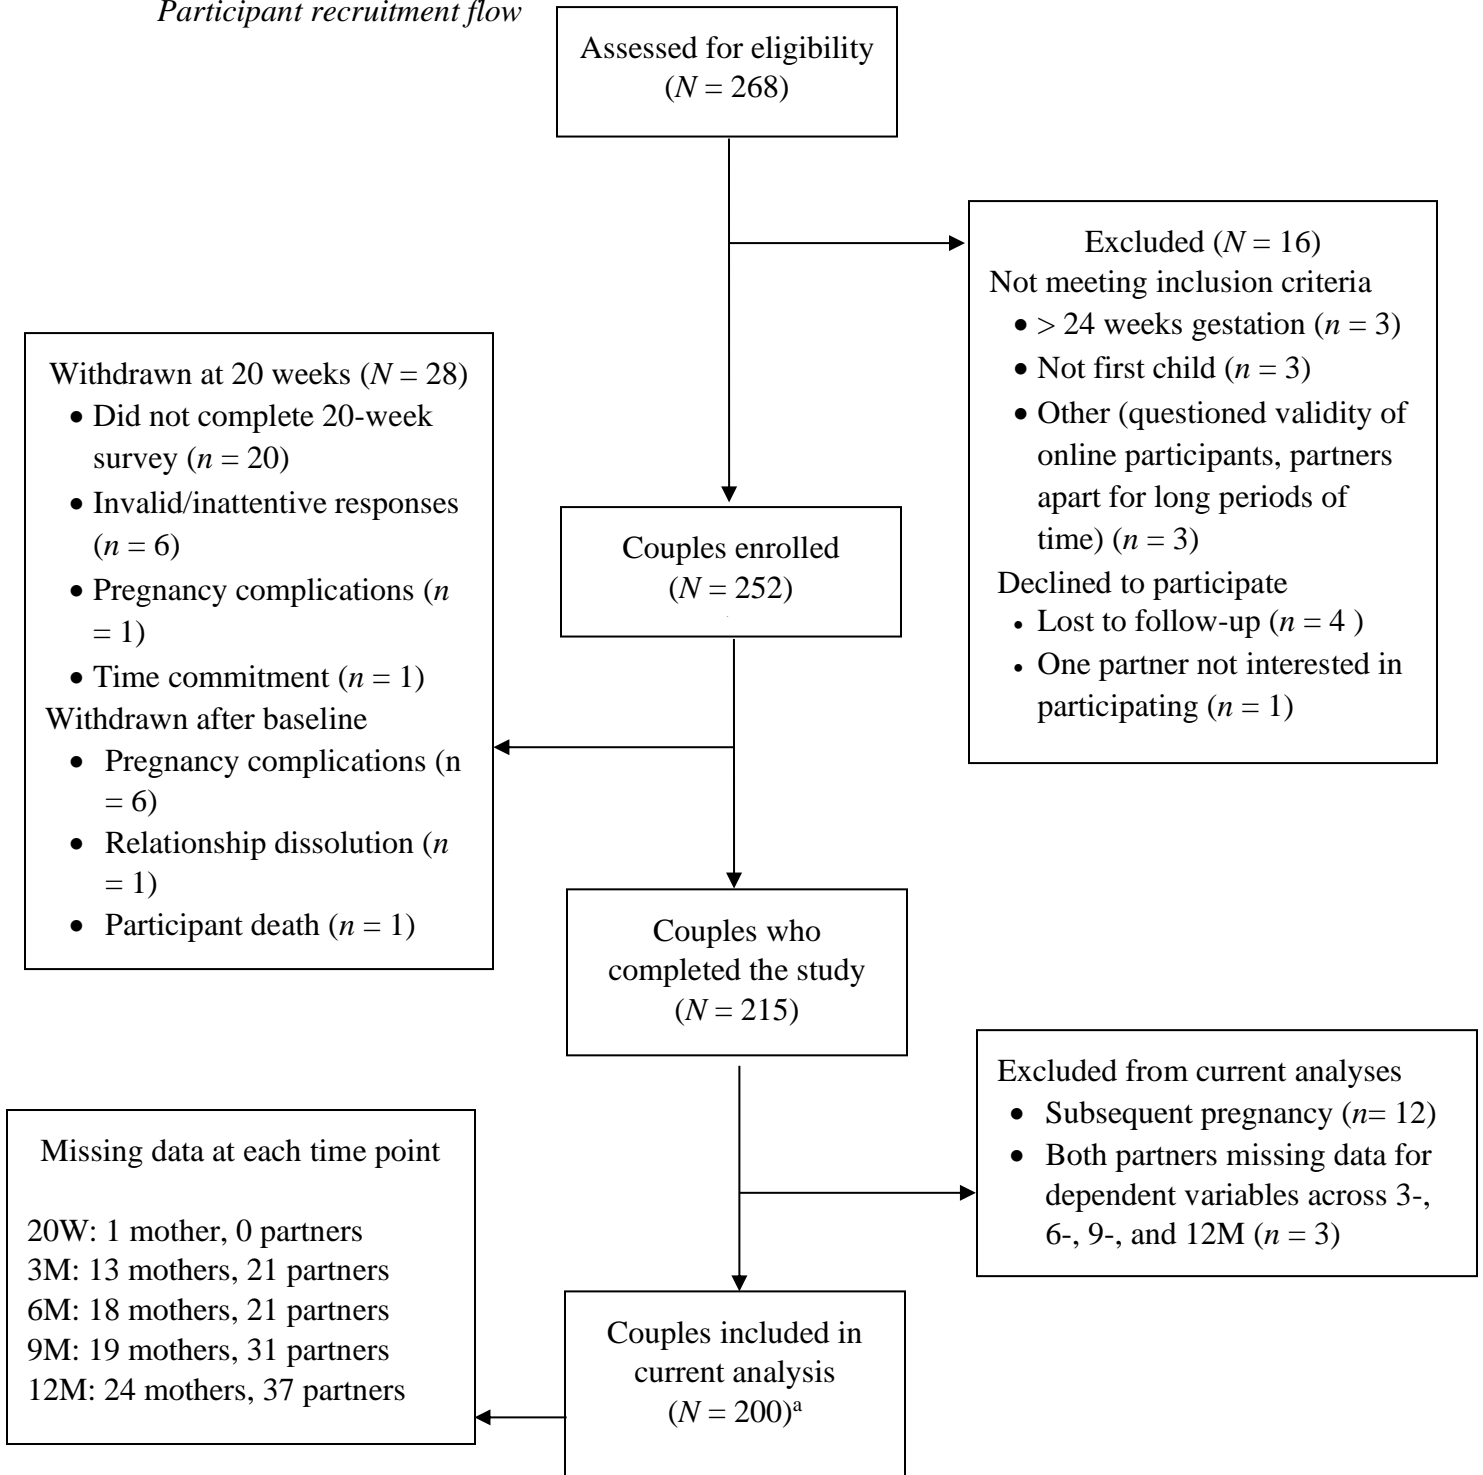 Participant recruitment flow
Assessed for eligibility
(N = 268)
Excluded (N = 16)
Not meeting inclusion criteria
• > 24 weeks gestation (n = 3)
• Not first child (n = 3)
• Other (questioned validity of
online participants, partners
apart for long periods of
time) (n = 3)
Declined to participate
• Lost to follow-up (n = 4 )
• One partner not interested in
participating (n = 1)
Withdrawn at 20 weeks (N = 28)
• Did not complete 20-week
survey (n = 20)
• Invalid/inattentive responses
(n = 6)
• Pregnancy complications (n
= 1)
• Time commitment (n = 1)
Withdrawn after baseline
• Pregnancy complications (n
= 6)
• Relationship dissolution (n
= 1)
• Participant death (n = 1)
Couples enrolled
(N = 252)
Couples who
completed the study
(N = 215)
Excluded from current analyses
• Subsequent pregnancy (n= 12)
• Both partners missing data for
dependent variables across 3-,
6-, 9-, and 12M (n = 3)
Missing data at each time point
20W: 1 mother, 0 partners
3M: 13 mothers, 21 partners
6M: 18 mothers, 21 partners
9M: 19 mothers, 31 partners
12M: 24 mothers, 37 partners
Couples included in
current analysis
(N = 200)ᵃ